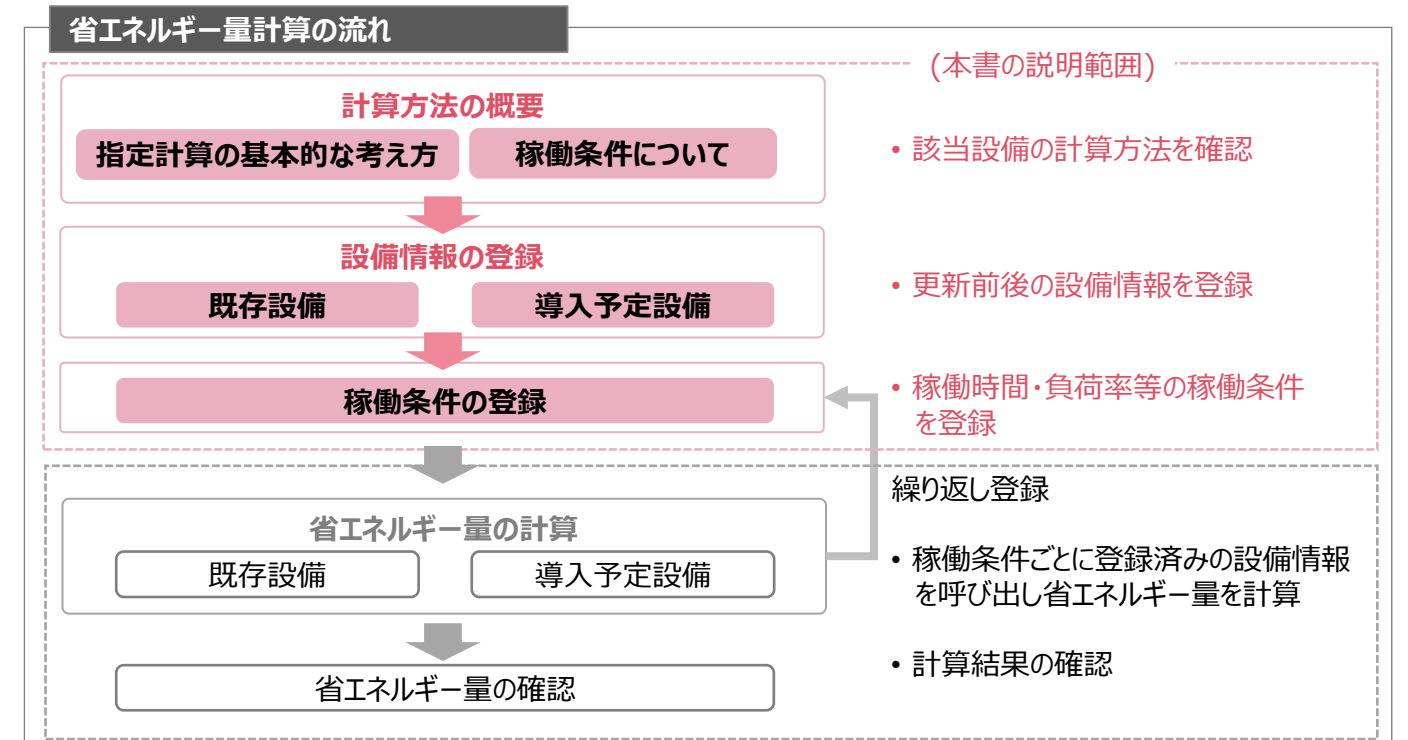 省エネルギー量計算の流れ
(本書の説明範囲)
計算方法の概要
指定計算の基本的な考え方
稼働条件について
• 該当設備の計算方法を確認
設備情報の登録
既存設備
導入予定設備
• 更新前後の設備情報を登録
稼働条件の登録
• 稼働時間・負荷率等の稼働条件
を登録
繰り返し登録
省エネルギー量の計算
既存設備
導入予定設備
• 稼働条件ごとに登録済みの設備情報
を呼び出し省エネルギー量を計算
省エネルギー量の確認
• 計算結果の確認